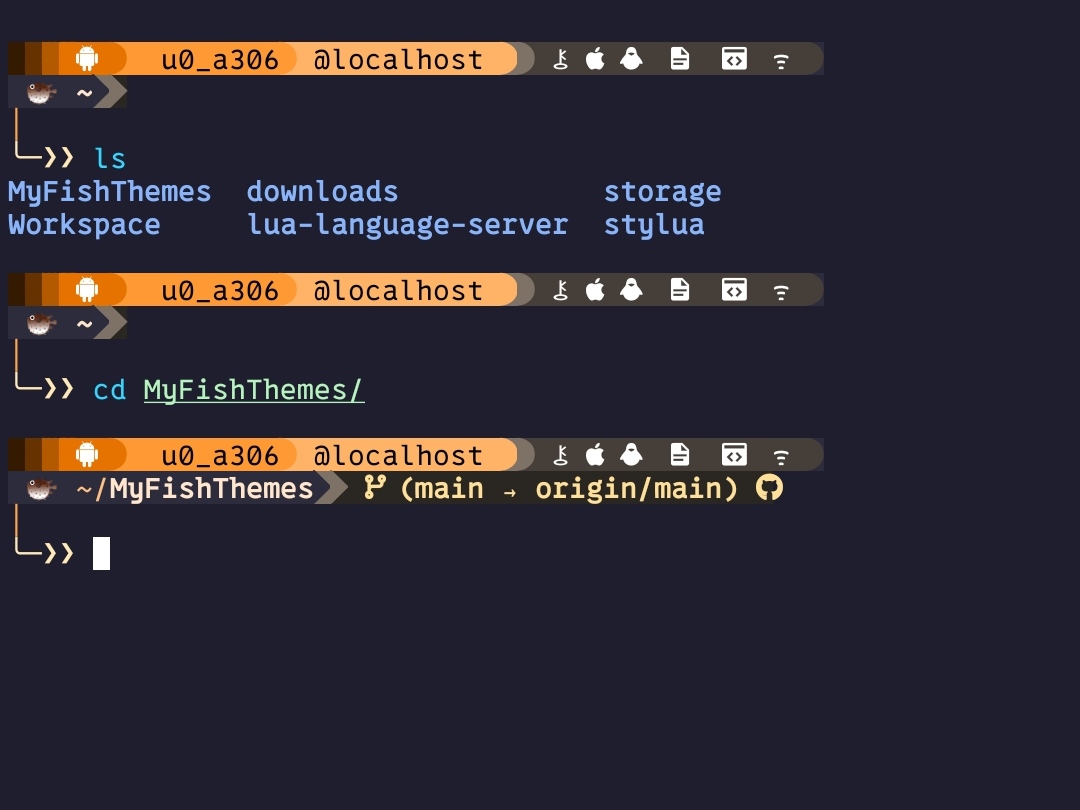 u0_a306 @localhost
~
❯❯ ls
MyFishThemes downloads storage
Workspace lua-language-server stylua
u0_a306 @localhost
~
❯❯ cd MyFishThemes/
u0_a306 @localhost
~/MyFishThemes (main → origin/main)
❯❯